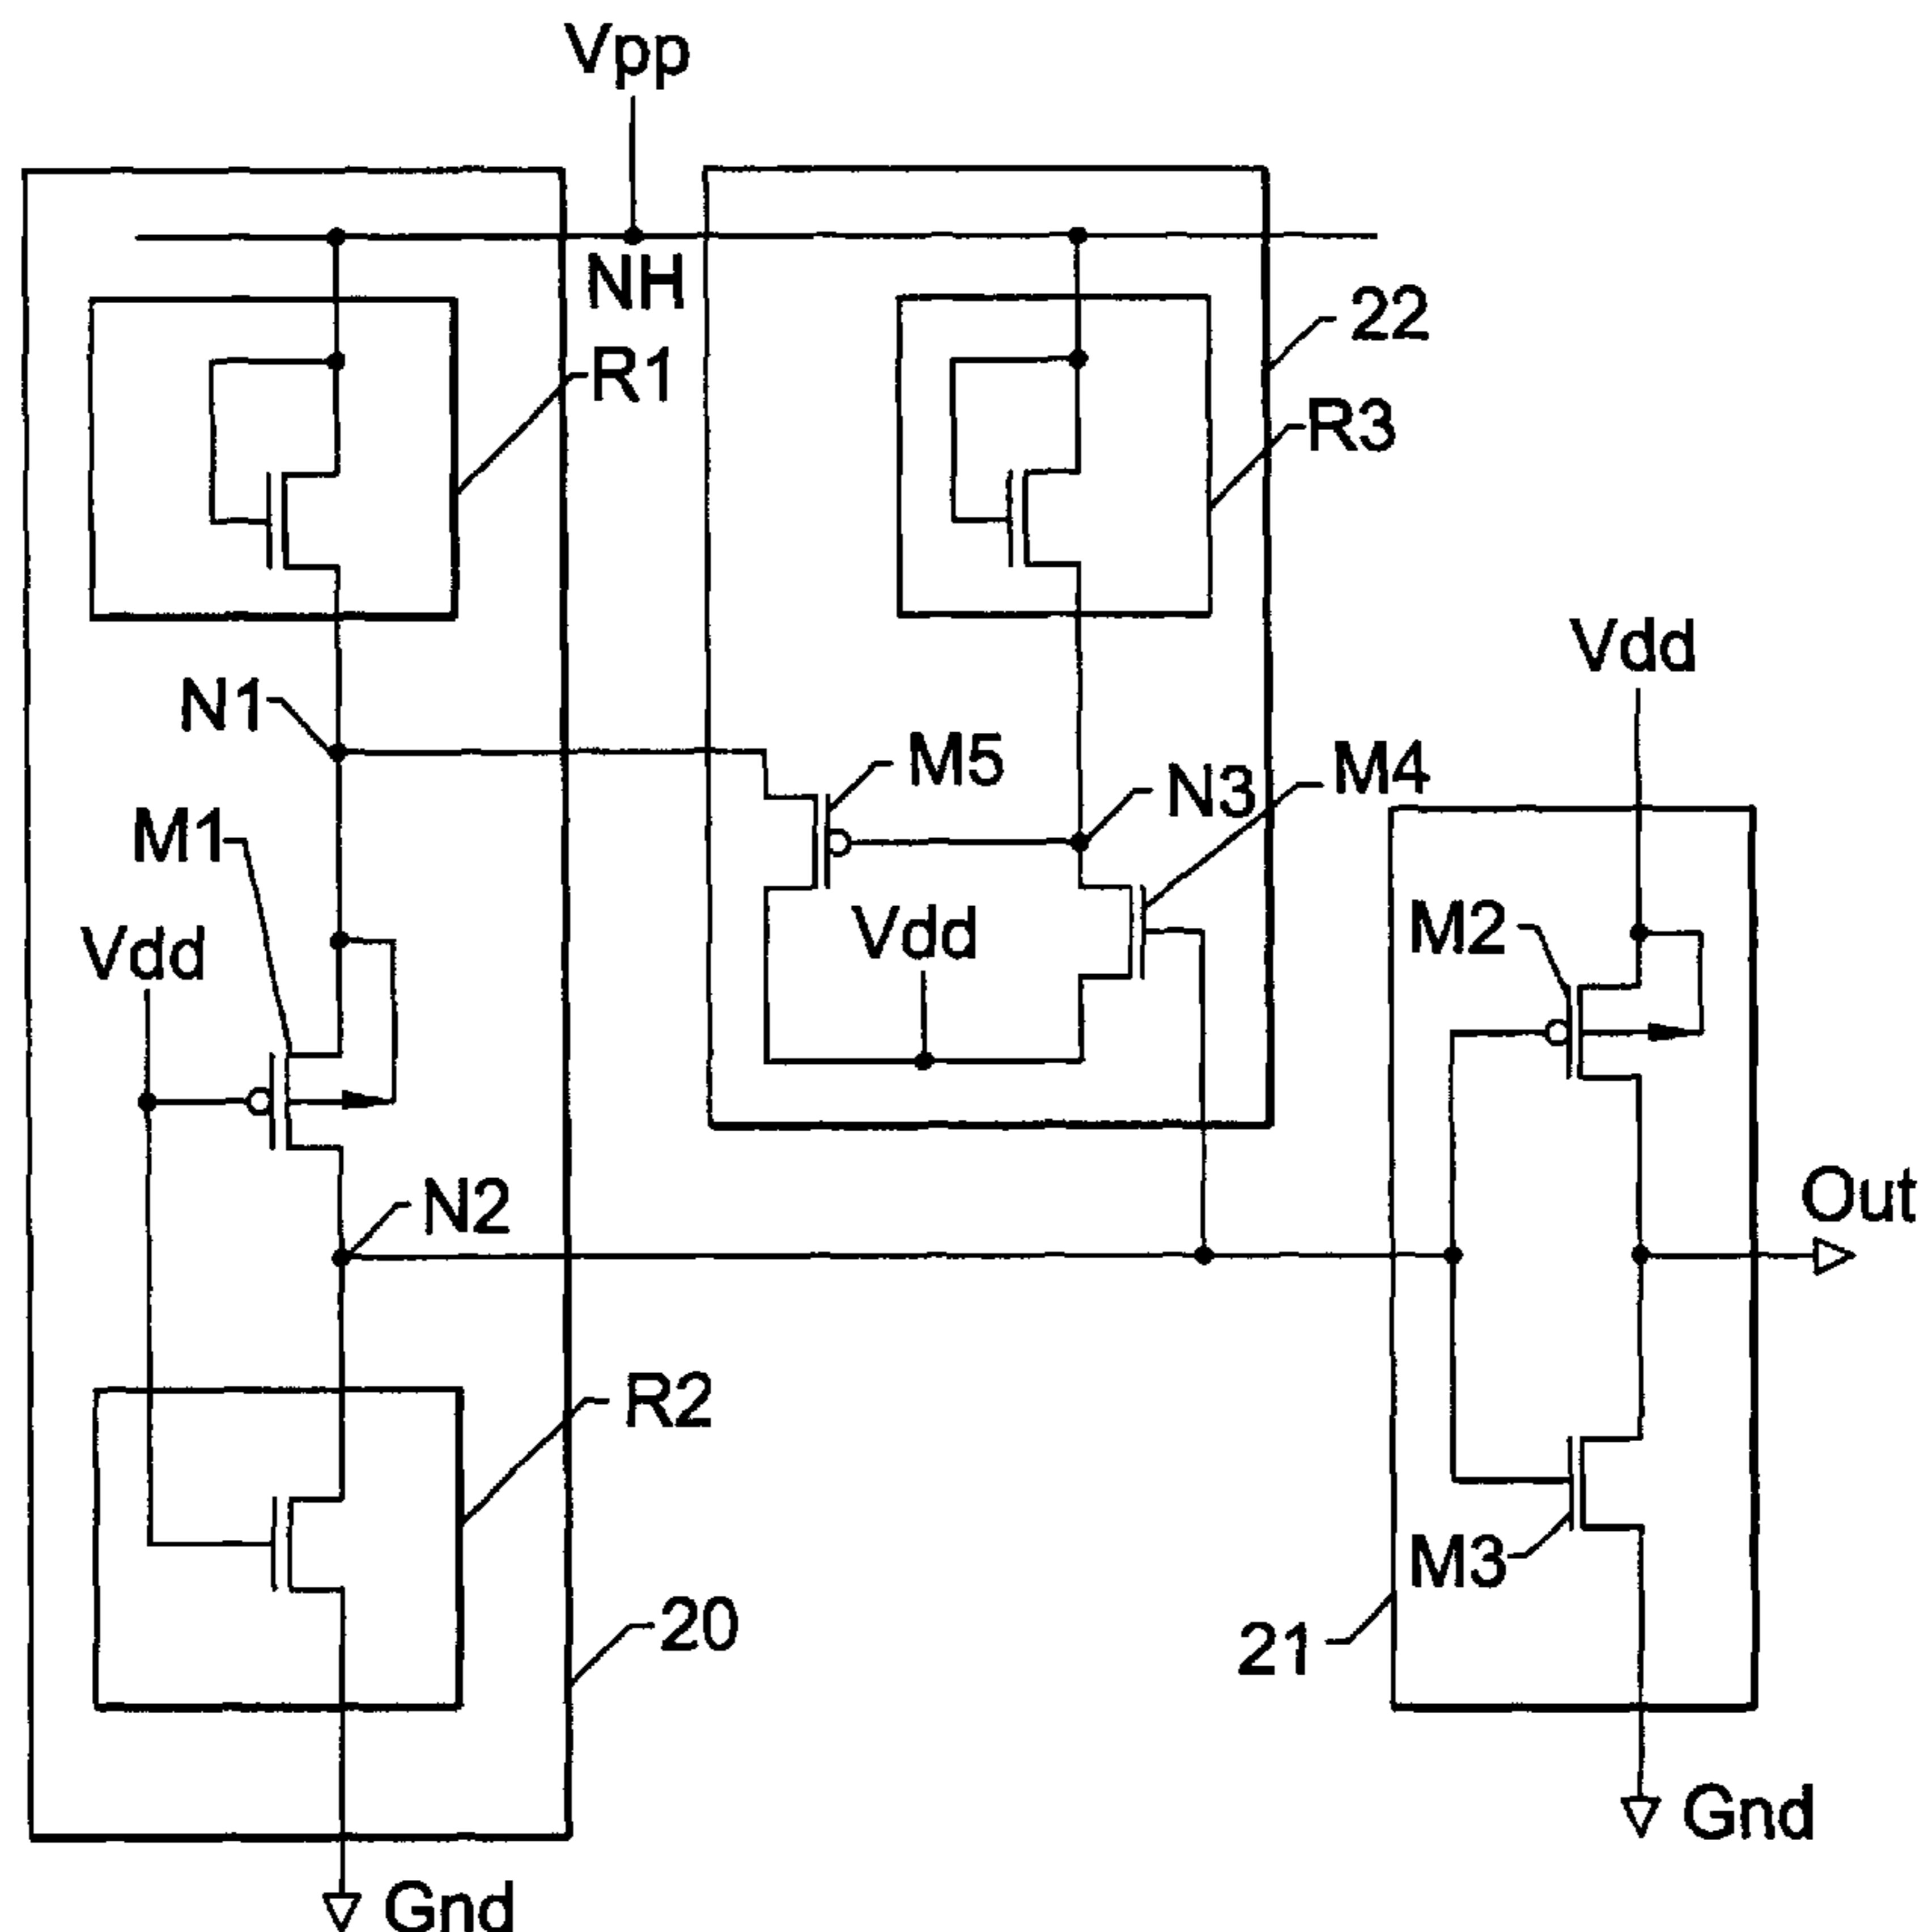 Vpp
NH
22
R1
R3
Vdd
N1
M5
N3
M4
M1
Vdd
Vdd
M2
N2
Out
R2
M3
20
21
Gnd
Gnd